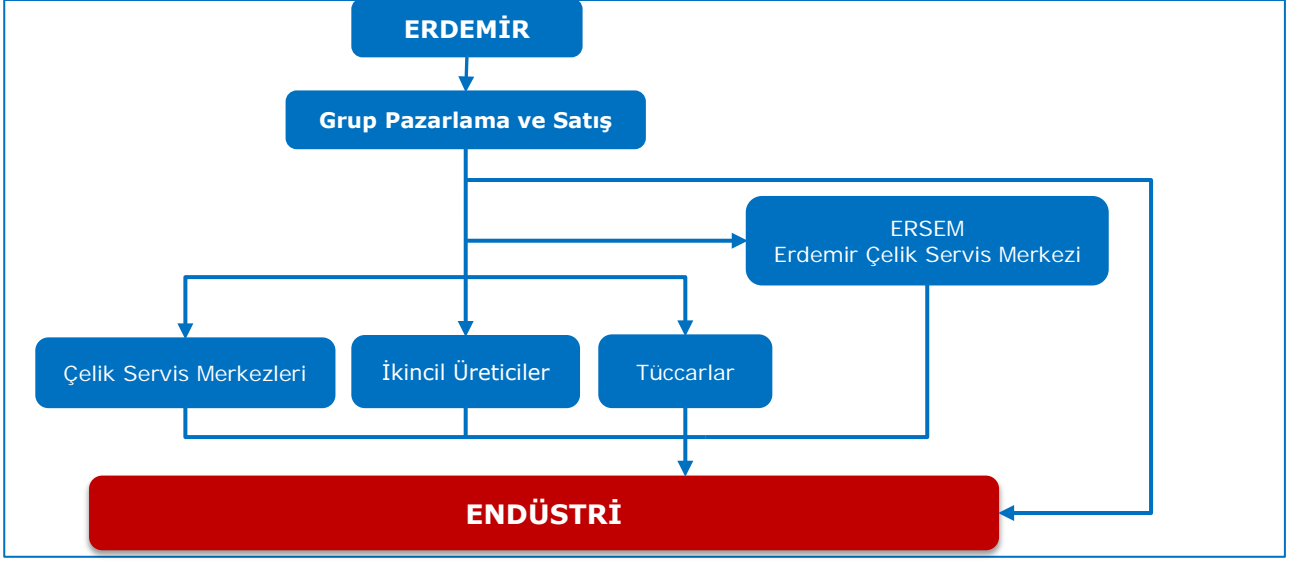 ERDEMİR
Grup Pazarlama ve Satış
ERSEM
Erdemir Çelik Servis Merkezi
Çelik Servis Merkezleri
İkincil Üreticiler
Tüccarlar
ENDÜSTRİ